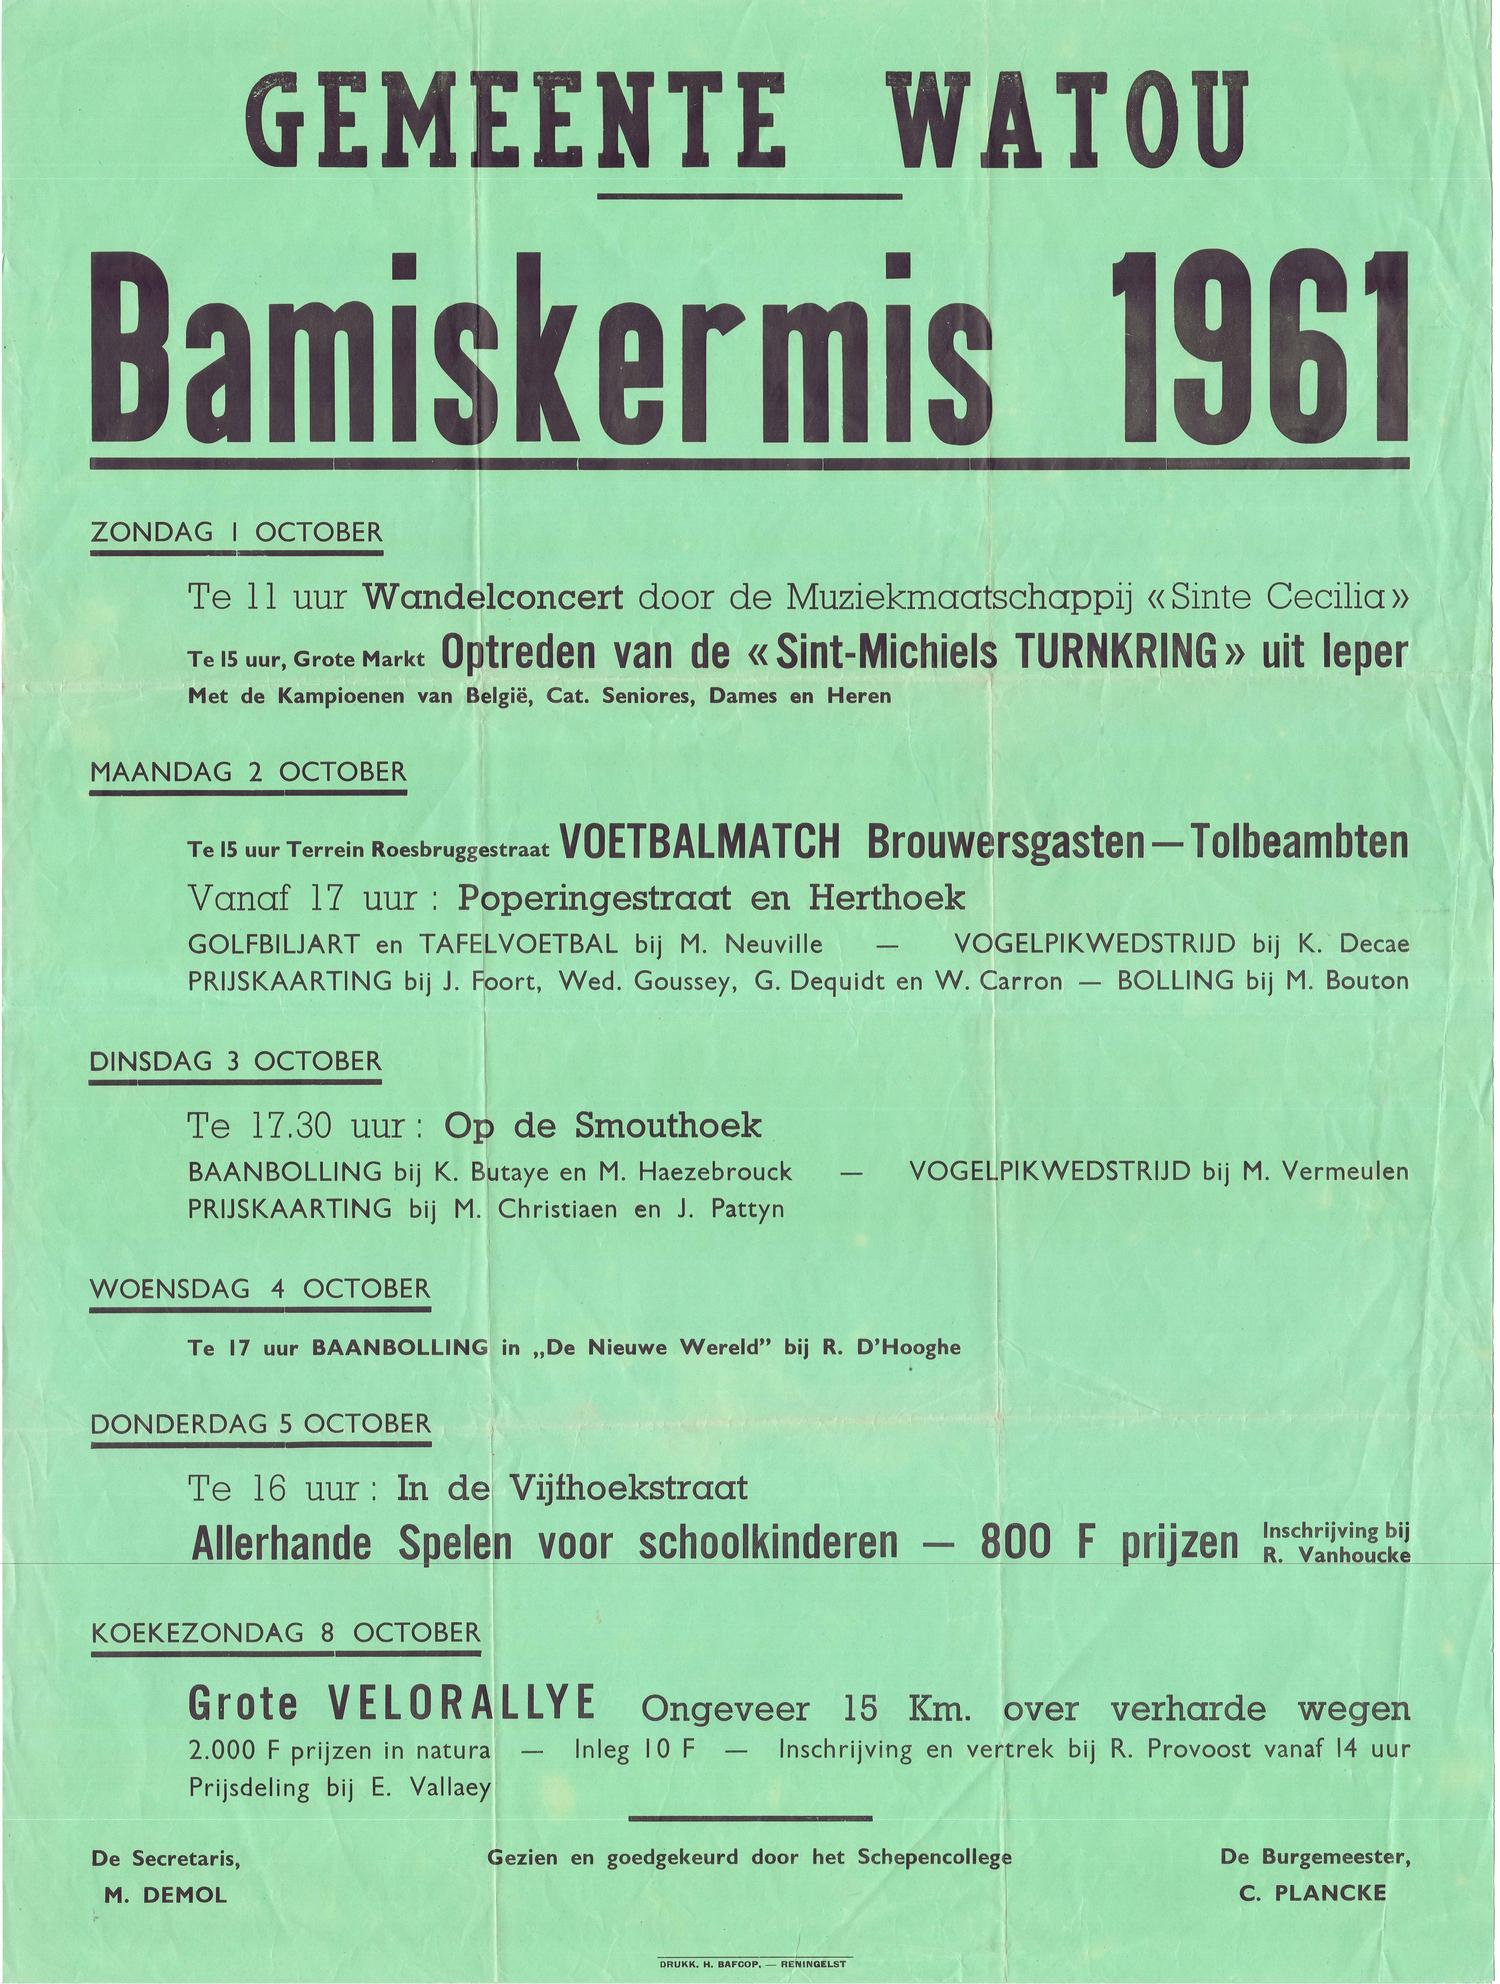 GEMEENTE WATOU
Bamiskermis 1961
ZONDAG 1 OCTOBER
Te 11 uur Wandelconcert door de Muziekmaatschappij «Sinte Cecilia»
Te 15 uur, Grote Markt Optreden van de «Sint-Michiels TURNKRING» uit Ieper
Met de Kampioenen van België, Cat. Seniores, Dames en Heren
MAANDAG 2 OCTOBER
Te 15 uur Terrein Roesbruggestraat VOETBALMATCH Brouwersgasten — Tolbeambten
Vanaf 17 uur : Poperingestraat en Herthoek
GOLFBILJART en TAFELVOETBAL bij M. Neuville — VOGELPIKWEDSTRIJD bij K. Decae
PRIJSKAARTING bij J. Foort, Wed. Goussey, G. Dequidt en W. Carron — BOLLING bij M. Bouton
DINSDAG 3 OCTOBER
Te 17.30 uur : Op de Smouthoek
BAANBOLLING bij K. Butaye en M. Haezebrouck — VOGELPIKWEDSTRIJD bij M. Vermeulen
PRIJSKAARTING bij M. Christiaen en J. Pattyn
WOENSDAG 4 OCTOBER
Te 17 uur BAANBOLLING in „De Nieuwe Wereld” bij R. D'Hooghe
DONDERDAG 5 OCTOBER
Te 16 uur : In de Vijfhoekstraat
Allerhande Spelen voor schoolkinderen — 800 F prijzen Inschrijving bij
R. Vanhoucke
KOEKEZONDAG 8 OCTOBER
Grote VELORALLYE Ongeveer 15 Km. over verharde wegen
2.000 F prijzen in natura — Inleg 10 F — Inschrijving en vertrek bij R. Provoost vanaf 14 uur
Prijsdeling bij E. Vallaey
De Secretaris, Gezien en goedgekeurd door het Schepencollege De Burgemeester,
M. DEMOL C. PLANCKE
DRUKK. H. BAFCOP. — RENINGELST